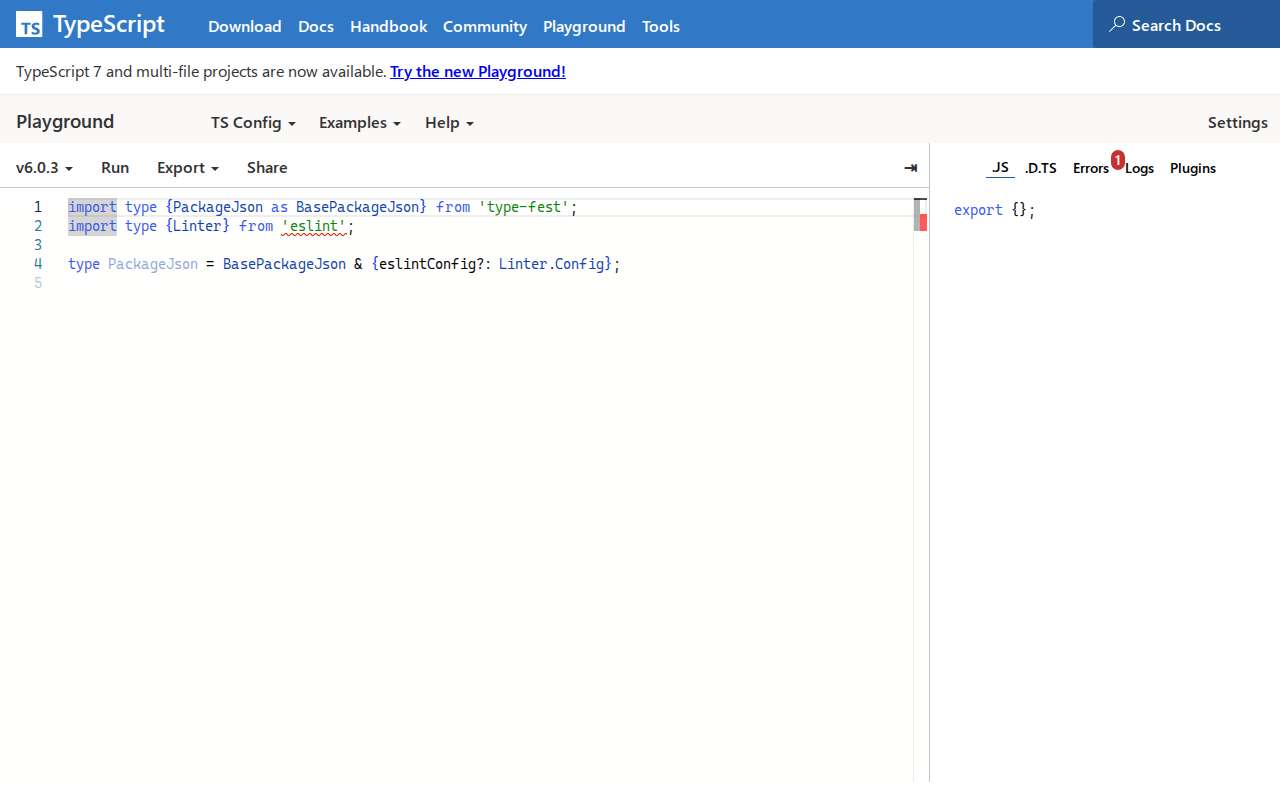 TS TypeScript Download Docs Handbook Community Playground Tools Search Docs
TypeScript 7 and multi-file projects are now available. Try the new Playground!
Playground TS Config Examples Help Settings
v6.0.3 Run Export Share .JS .D.TS Errors 1 Logs Plugins
1 import type {PackageJson as BasePackageJson} from 'type-fest';
2 import type {Linter} from 'eslint';
3
4 type PackageJson = BasePackageJson & {eslintConfig?: Linter.Config};
5
export {};